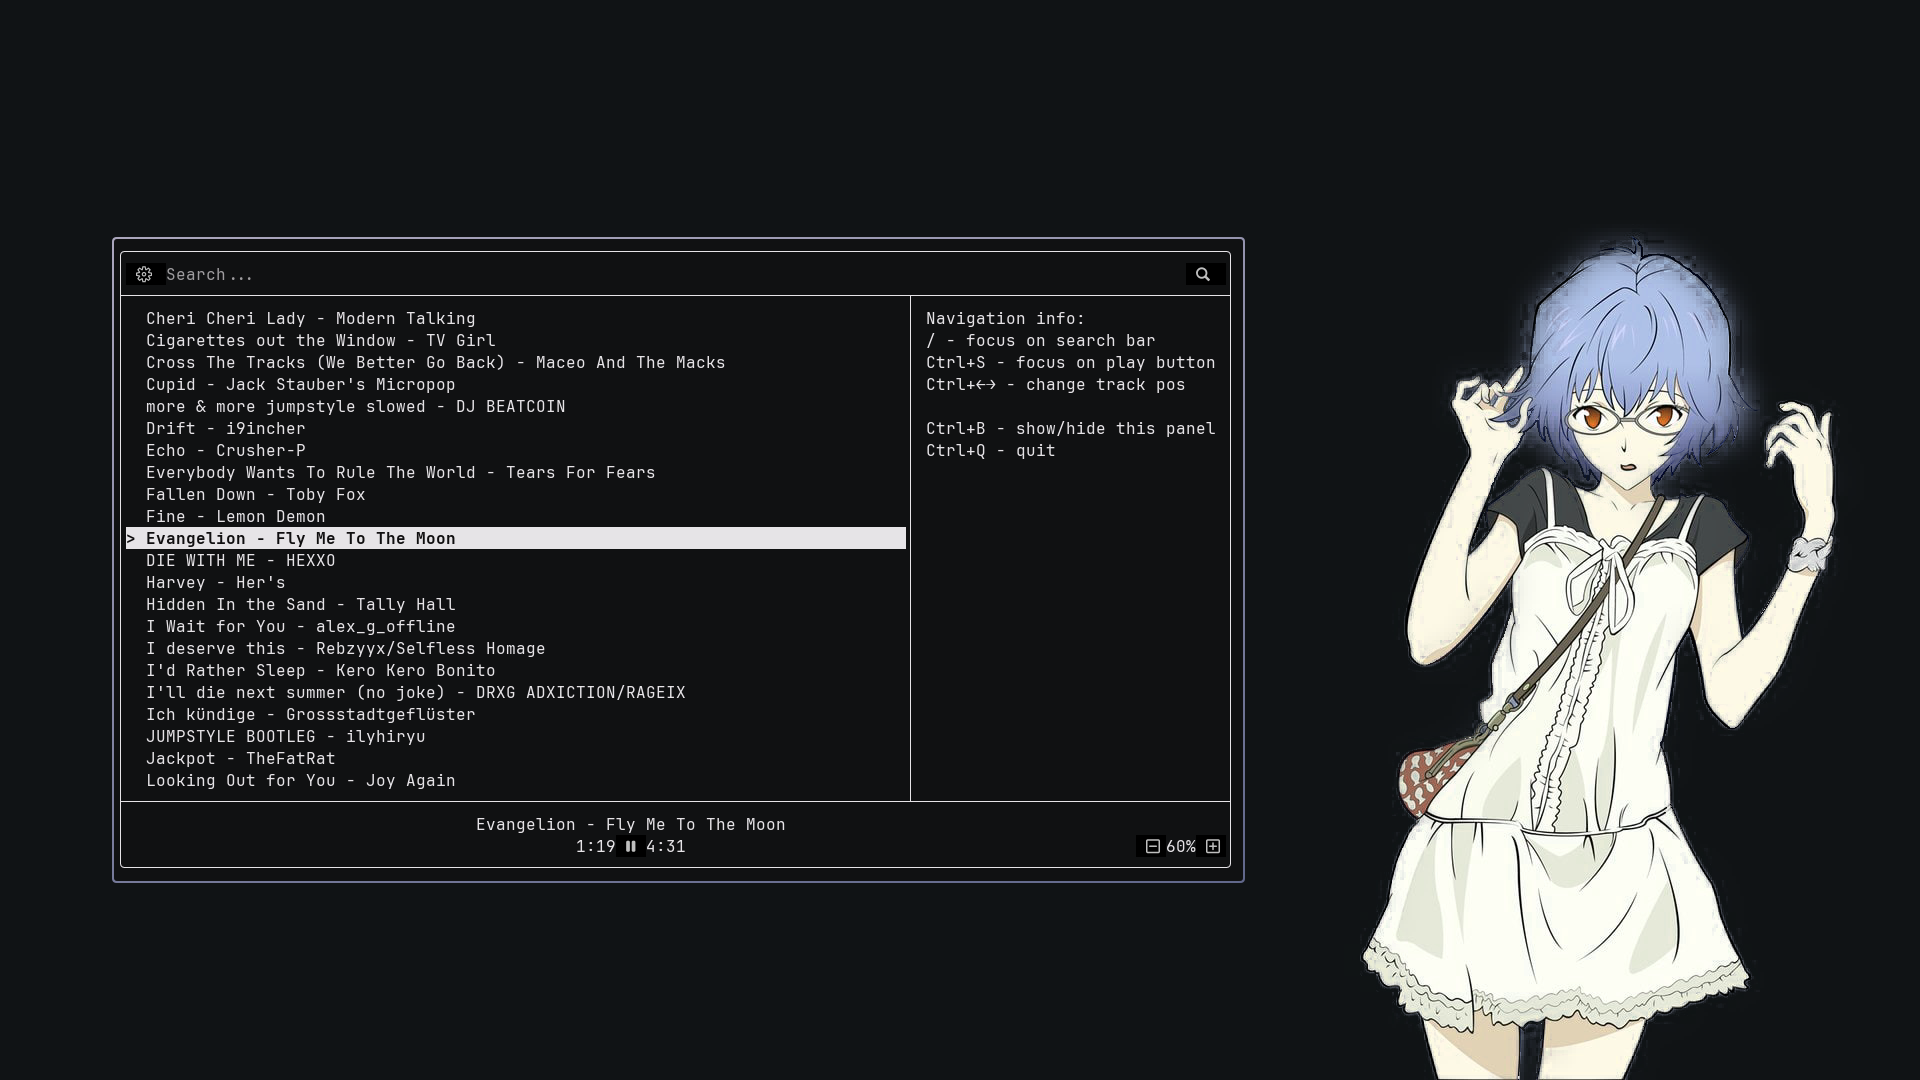 Search...
Cheri Cheri Lady - Modern Talking
Cigarettes out the Window - TV Girl
Cross The Tracks (We Better Go Back) - Maceo And The Macks
Cupid - Jack Stauber's Micropop
more & more jumpstyle slowed - DJ BEATCOIN
Drift - i9incher
Echo - Crusher-P
Everybody Wants To Rule The World - Tears For Fears
Fallen Down - Toby Fox
Fine - Lemon Demon
> Evangelion - Fly Me To The Moon
DIE WITH ME - HEXXO
Harvey - Her's
Hidden In the Sand - Tally Hall
I Wait for You - alex_g_offline
I deserve this - Rebzyyx/Selfless Homage
I'd Rather Sleep - Kero Kero Bonito
I'll die next summer (no joke) - DRXG ADXICTION/RAGEIX
Ich kündige - Grossstadtgeflüster
JUMPSTYLE BOOTLEG - ilyhiryu
Jackpot - TheFatRat
Looking Out for You - Joy Again
Navigation info:
/ - focus on search bar
Ctrl+S - focus on play button
Ctrl+←→ - change track pos
Ctrl+B - show/hide this panel
Ctrl+Q - quit
Evangelion - Fly Me To The Moon
1:19 4:31
60%